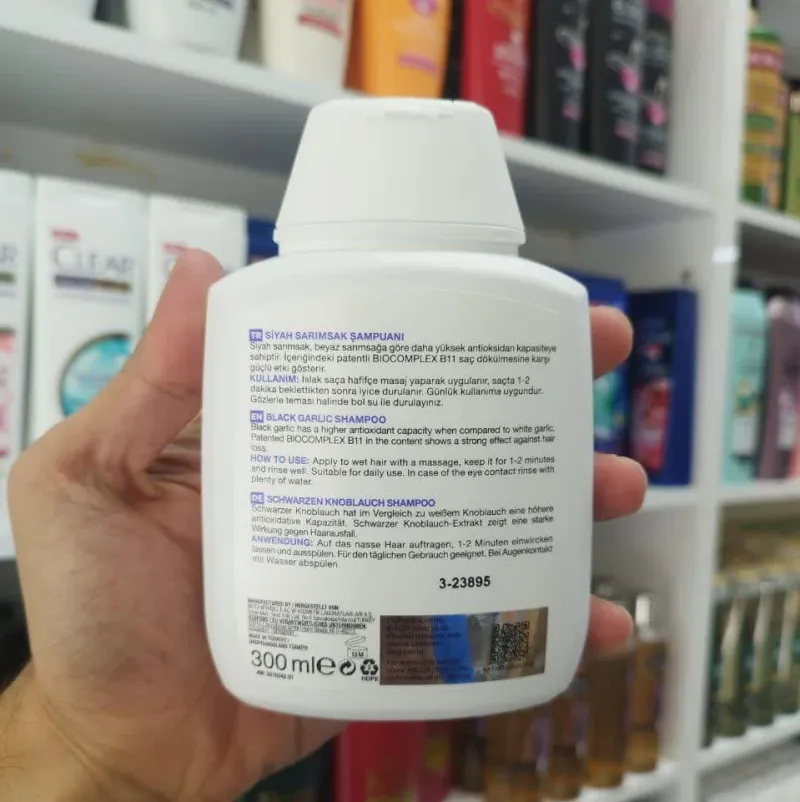 CLEAR
TR SİYAH SARIMSAK ŞAMPUANI
Siyah sarımsak, beyaz sarımsağa göre daha yüksek antioksidan kapasiteye
sahiptir. İçeriğindeki patentli BIOCOMPLEX B11 saç dökülmesine karşı
güçlü etki gösterir.
KULLANIM: Islak saça hafifçe masaj yaparak uygulanır, saçta 1-2
dakika beklettikten sonra iyice durulanır. Günlük kullanıma uygundur.
Gözlerle teması halinde bol su ile durulayınız.
EN BLACK GARLIC SHAMPOO
Black garlic has a higher antioxidant capacity when compared to white garlic.
Patented BIOCOMPLEX B11 in the content shows a strong effect against hair
loss.
HOW TO USE: Apply to wet hair with a massage, keep it for 1-2 minutes
and rinse well. Suitable for daily use. In case of the eye contact rinse with
plenty of water.
DE SCHWARZEN KNOBLAUCH SHAMPOO
Schwarzer Knoblauch hat im Vergleich zu weißem Knoblauch eine höhere
antioxidative Kapazität. Schwarzer Knoblauch-Extrakt zeigt eine starke
Wirkung gegen Haarausfall.
ANWENDUNG: Auf das nasse Haar auftragen, 1-2 Minuten einwirken
lassen und ausspülen. Für den täglichen Gebrauch geeignet. Bei Augenkontakt
mit Wasser abspülen.
3-23895
MANUFACTURED BY / HERGESTELLT VON:
MADE IN TÜRKİYE /
12 M
300 ml e
HDPE